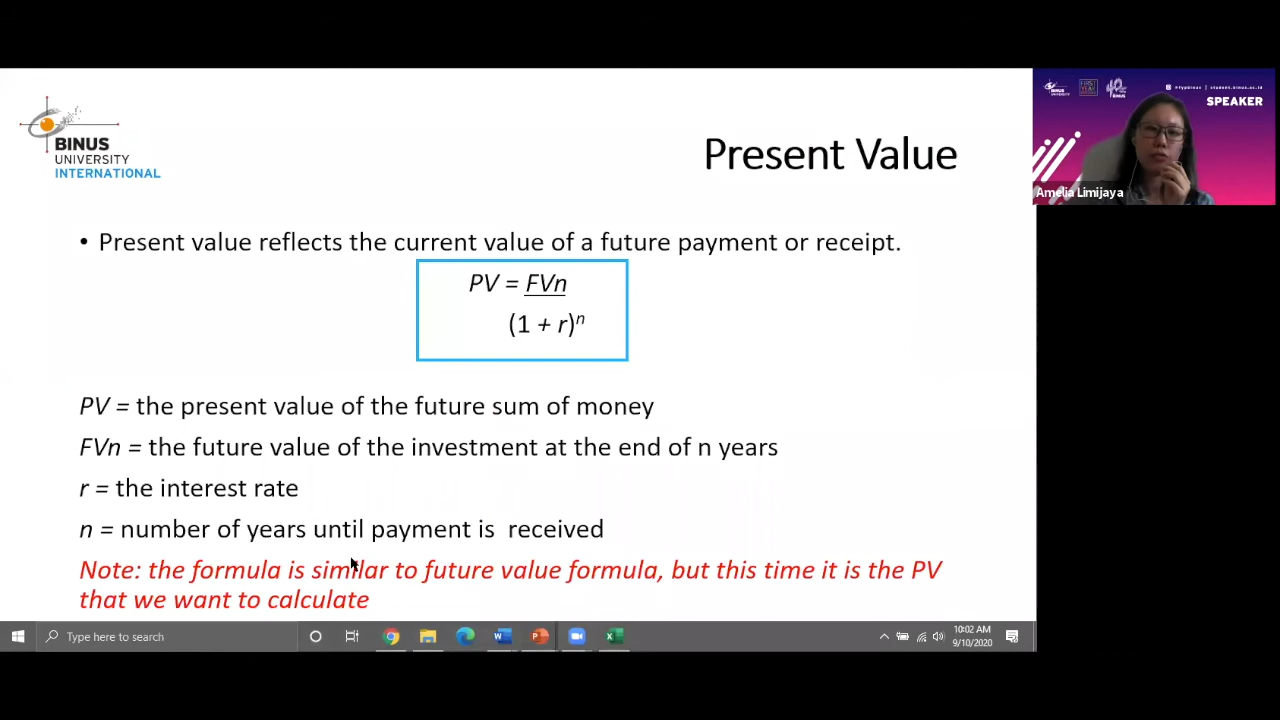 BINUS
UNIVERSITY
INTERNATIONAL
Present Value
• Present value reflects the current value of a future payment or receipt.
PV = FVn
(1 + r)ⁿ
PV = the present value of the future sum of money
FVn = the future value of the investment at the end of n years
r = the interest rate
n = number of years until payment is  received
Note: the formula is similar to future value formula, but this time it is the PV
that we want to calculate
SPEAKER
Amelia Limijaya
Type here to search
10:02 AM
9/10/2020